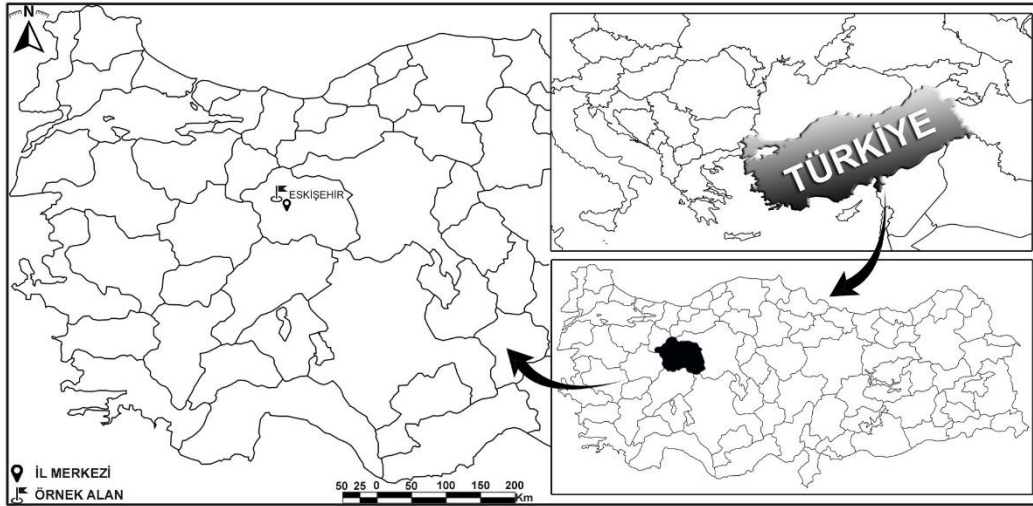 N
ESKİŞEHİR
İL MERKEZİ
ÖRNEK ALAN
50 25 0 50 100 150 200
Km
TÜRKİYE